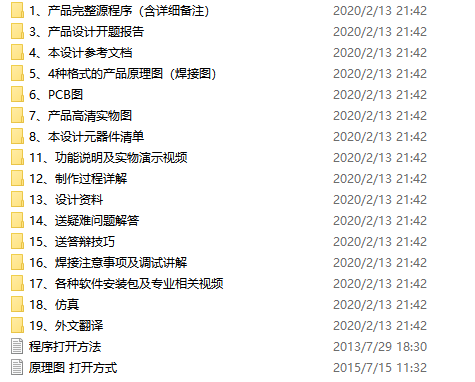 1、产品完整源程序（含详细备注） 2020/2/13 21:42
3、产品设计开题报告 2020/2/13 21:42
4、本设计参考文档 2020/2/13 21:42
5、4种格式的产品原理图（焊接图） 2020/2/13 21:42
6、PCB图 2020/2/13 21:42
7、产品高清实物图 2020/2/13 21:42
8、本设计元器件清单 2020/2/13 21:42
11、功能说明及实物演示视频 2020/2/13 21:42
12、制作过程详解 2020/2/13 21:42
13、设计资料 2020/2/13 21:42
14、送疑难问题解答 2020/2/13 21:42
15、送答辩技巧 2020/2/13 21:42
16、焊接注意事项及调试讲解 2020/2/13 21:42
17、各种软件安装包及专业相关视频 2020/2/13 21:42
18、仿真 2020/2/13 21:42
19、外文翻译 2020/2/13 21:42
程序打开方法 2013/7/29 18:30
原理图 打开方式 2015/7/15 11:32